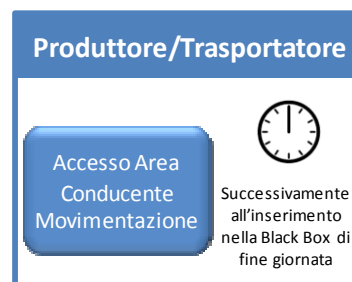 Produttore/Trasportatore
Accesso Area
Conducente
Movimentazione
Successivamente
all’inserimento
nella Black Box di
fine giornata